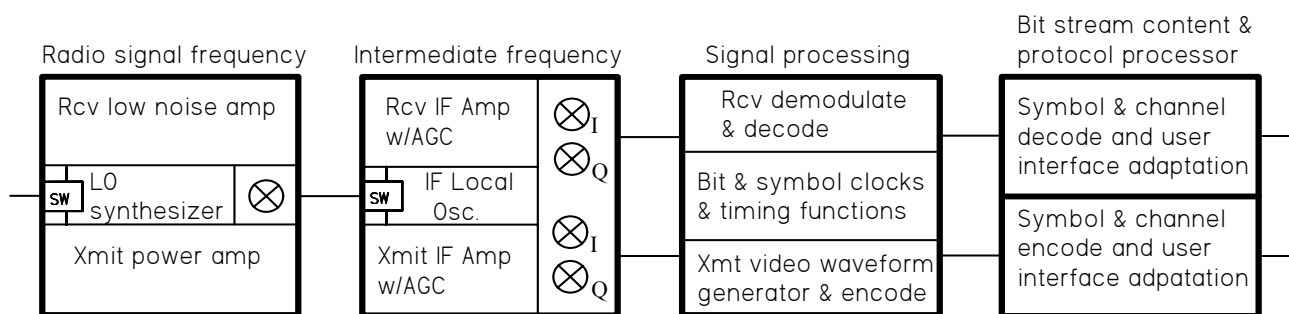 Bit stream content &
protocol processor
Radio signal frequency
Intermediate frequency
Signal processing
Rcv low noise amp
SW
LO
synthesizer
Xmit power amp
Rcv IF Amp
w/AGC
I
Q
SW
IF Local
Osc.
Xmit IF Amp
w/AGC
I
Q
Rcv demodulate
& decode
Bit & symbol clocks
& timing functions
Xmt video waveform
generator & encode
Symbol & channel
decode and user
interface adaptation
Symbol & channel
encode and user
interface adpatation